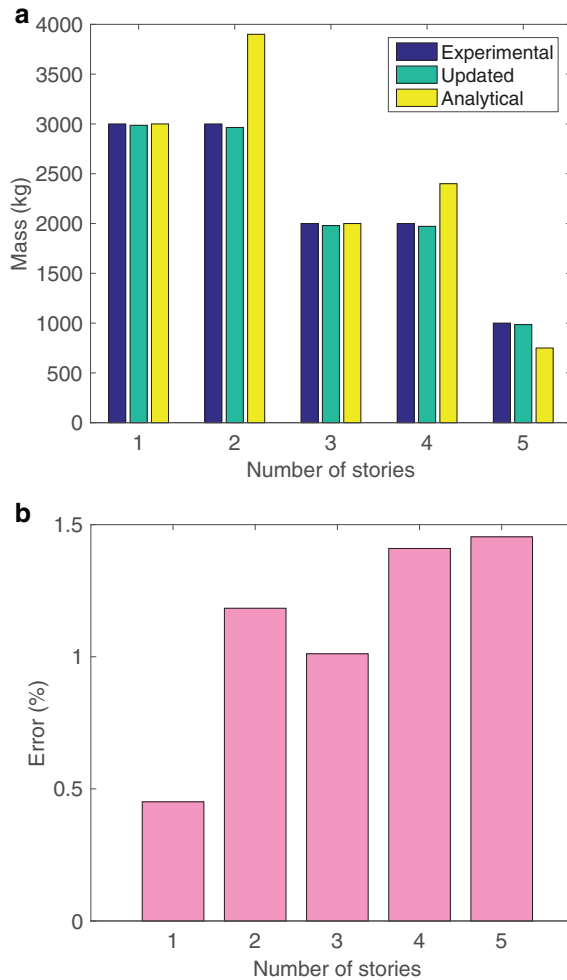 a
4000
3500
3000
2500
2000
1500
1000
500
0
Mass (kg)
Experimental
Updated
Analytical
1 2 3 4 5
Number of stories
b
1.5
1
0.5
0
Error (%)
1 2 3 4 5
Number of stories